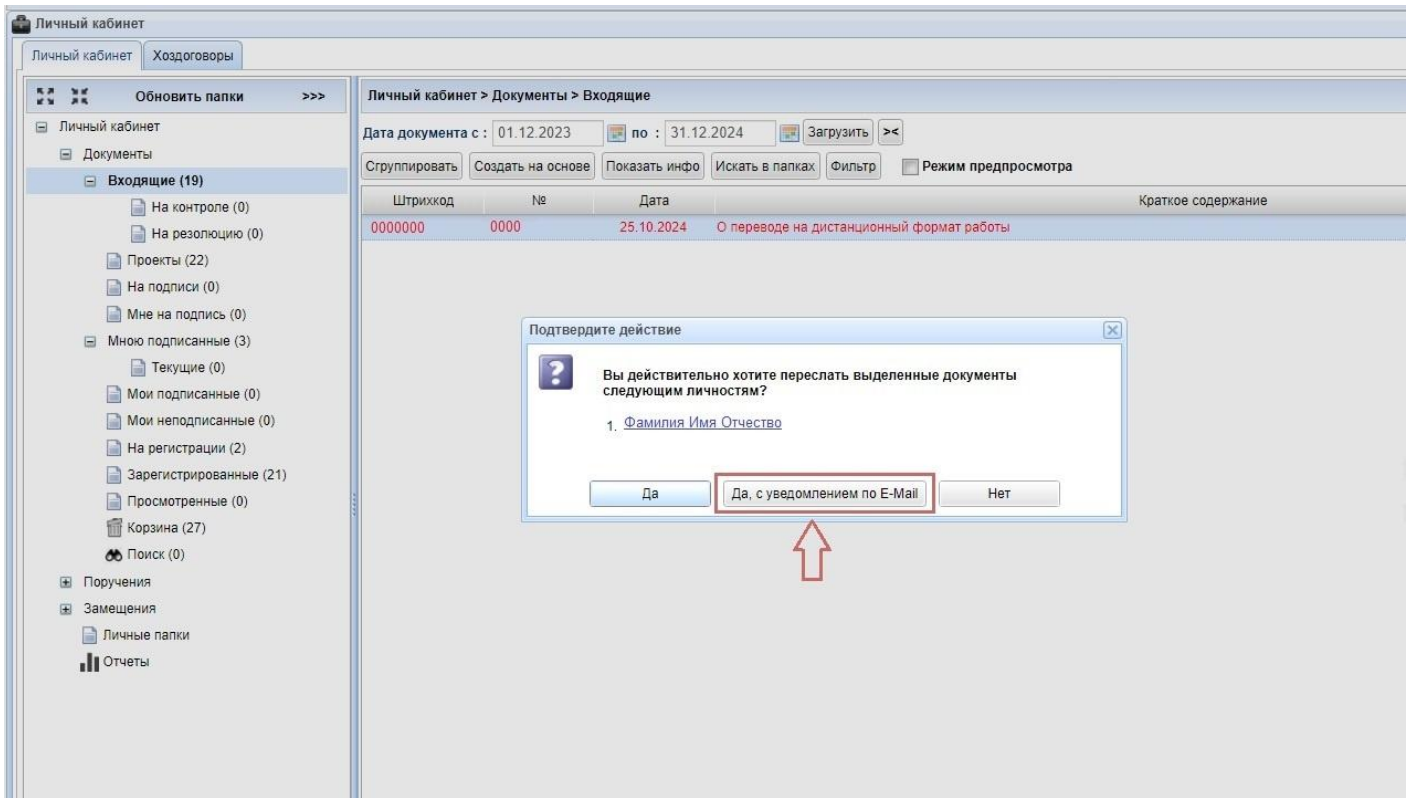 Личный кабинет
Личный кабинет Хоздоговоры
Обновить папки >>>
Личный кабинет
Документы
Входящие (19)
На контроле (0)
На резолюцию (0)
Проекты (22)
На подписи (0)
Мне на подпись (0)
Мною подписанные (3)
Текущие (0)
Мои подписанные (0)
Мои неподписанные (0)
На регистрации (2)
Зарегистрированные (21)
Просмотренные (0)
Корзина (27)
Поиск (0)
Поручения
Замещения
Личные папки
Отчеты
Личный кабинет > Документы > Входящие
Дата документа с : 01.12.2023 по : 31.12.2024 Загрузить ><
Сгруппировать Создать на основе Показать инфо Искать в папках Фильтр Режим предпросмотра
Штрихкод № Дата Краткое содержание
0000000 0000 25.10.2024 О переводе на дистанционный формат работы
Подтвердите действие
Вы действительно хотите переслать выделенные документы
следующим личностям?
1. Фамилия Имя Отчество
Да Да, с уведомлением по E-Mail Нет